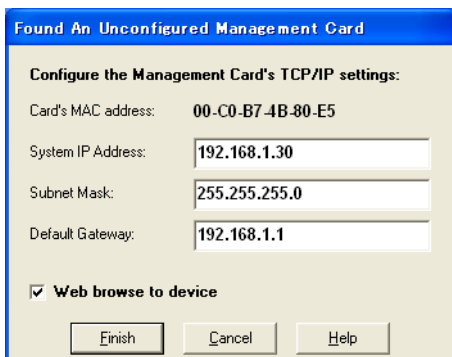 Found An Unconfigured Management Card
Configure the Management Card's TCP/IP settings:
Card's MAC address: 00-C0-B7-4B-80-E5
System IP Address: 192.168.1.30
Subnet Mask: 255.255.255.0
Default Gateway: 192.168.1.1
Web browse to device
Finish Cancel Help